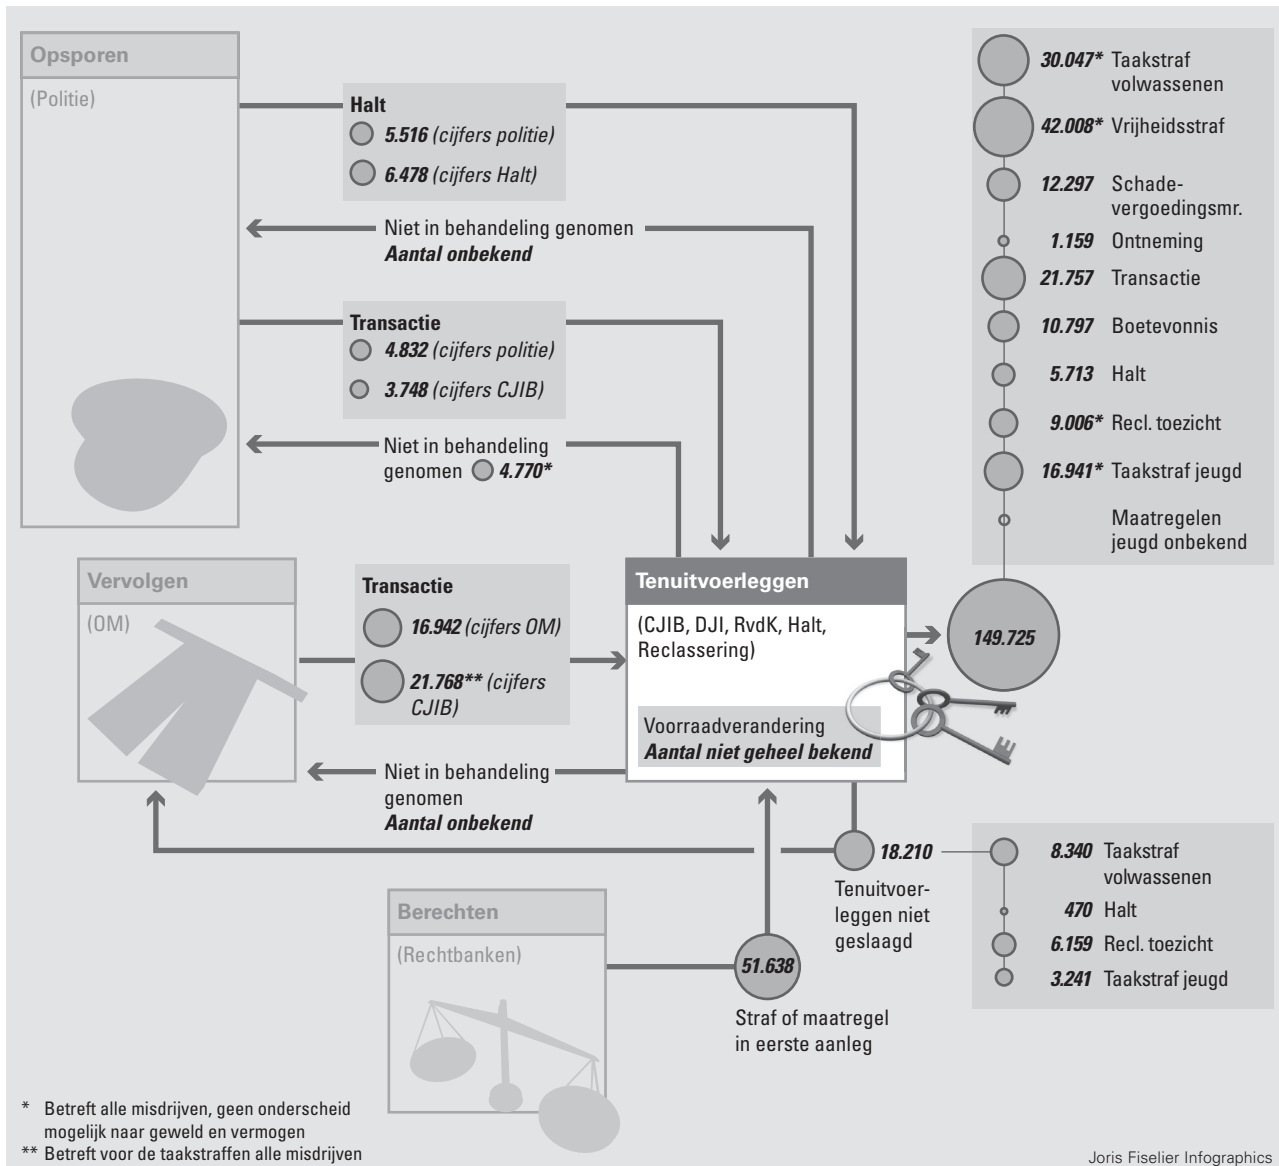 Opsporen
(Politie)
Halt
5.516 (cijfers politie)
6.478 (cijfers Halt)
Niet in behandeling genomen
Aantal onbekend
Transactie
4.832 (cijfers politie)
3.748 (cijfers CJIB)
Niet in behandeling
genomen 4.770*
Vervolgen
(OM)
Transactie
16.942 (cijfers OM)
21.768** (cijfers
CJIB)
Niet in behandeling
genomen
Aantal onbekend
Tenuitvoerleggen
(CJIB, DJI, RvdK, Halt,
Reclassering)
Voorraadverandering
Aantal niet geheel bekend
30.047* Taakstraf
volwassenen
42.008* Vrijheidsstraf
12.297 Schade-
vergoedingsmr.
1.159 Ontneming
21.757 Transactie
10.797 Boetevonnis
5.713 Halt
9.006* Recl. toezicht
16.941* Taakstraf jeugd
Maatregelen
jeugd onbekend
149.725
18.210
Tenuitvoer-
leggen niet
geslaagd
8.340 Taakstraf
volwassenen
470 Halt
6.159 Recl. toezicht
3.241 Taakstraf jeugd
Berechten
(Rechtbanken)
51.638
Straf of maatregel
in eerste aanleg
* Betreft alle misdrijven, geen onderscheid
mogelijk naar geweld en vermogen
** Betreft voor de taakstraffen alle misdrijven
Joris Fiselier Infographics